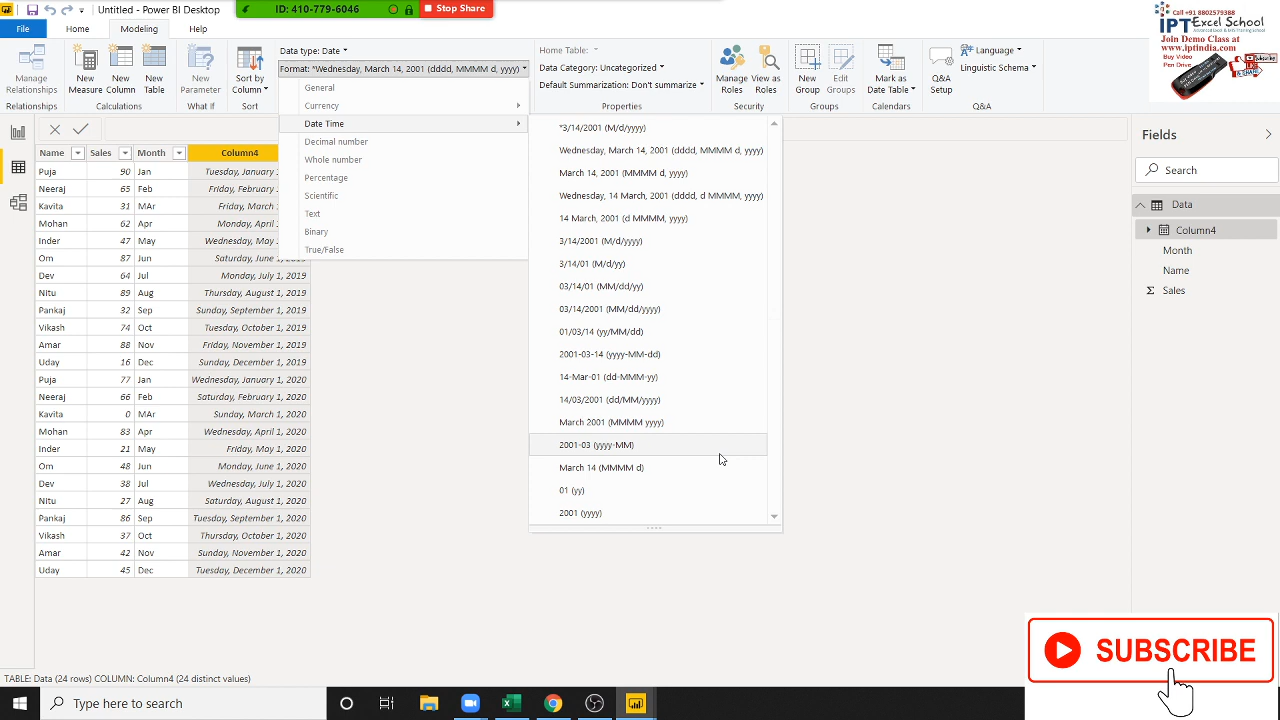 Untitled - Power BI Desktop
ID: 410-779-6046
Stop Share
File
Home
Modeling
Help
Call +91 8802579388
IPT Excel School
Advanced Excel & MIS Training School
Join Demo Class at
www.iptindia.com
Buy Video
Pen Drive
Subscribe
Manage Relationships
Relationships
New Measure
New Column
New Table
Calculations
New Parameter
What If
Sort by Column
Sort
Data type: Date
Format: *Wednesday, March 14, 2001 (dddd, MMMM d, yyyy)
Home Table:
Data Category: Uncategorized
Default Summarization: Don't summarize
Properties
Manage Roles
View as Roles
Security
New Group
Edit Groups
Groups
Mark as Date Table
Calendars
Q&A Setup
Language
Linguistic Schema
Q&A
General
Currency
Date Time
Decimal number
Whole number
Percentage
Scientific
Text
Binary
True/False
*3/14/2001 (M/d/yyyy)
Wednesday, March 14, 2001 (dddd, MMMM d, yyyy)
March 14, 2001 (MMMM d, yyyy)
Wednesday, 14 March, 2001 (dddd, d MMMM, yyyy)
14 March, 2001 (d MMMM, yyyy)
3/14/2001 (M/d/yyyy)
3/14/01 (M/d/yy)
03/14/01 (MM/dd/yy)
03/14/2001 (MM/dd/yyyy)
01/03/14 (yy/MM/dd)
2001-03-14 (yyyy-MM-dd)
14-Mar-01 (dd-MMM-yy)
14/03/2001 (dd/MM/yyyy)
March 2001 (MMMM yyyy)
2001-03 (yyyy-MM)
March 14 (MMMM d)
01 (yy)
2001 (yyyy)
Name Sales Month Column4
Puja 90 Jan Tuesday, January
Neeraj 65 Feb Friday, February
Kavita 31 MAr Friday, March
Mohan 62 Apr Monday, April
Inder 47 May Wednesday, May
Om 87 Jun Saturday, June
Dev 64 Jul Monday, July 1, 2019
Nitu 89 Aug Thursday, August 1, 2019
Pankaj 32 Sep Sunday, September 1, 2019
Vikash 74 Oct Tuesday, October 1, 2019
Amar 88 Nov Friday, November 1, 2019
Uday 16 Dec Sunday, December 1, 2019
Puja 77 Jan Wednesday, January 1, 2020
Neeraj 66 Feb Saturday, February 1, 2020
Kavita 0 MAr Sunday, March 1, 2020
Mohan 83 Apr Wednesday, April 1, 2020
Inder 21 May Friday, May 1, 2020
Om 48 Jun Monday, June 1, 2020
Dev 38 Jul Wednesday, July 1, 2020
Nitu 27 Aug Saturday, August 1, 2020
Pankaj 86 Sep Tuesday, September 1, 2020
Vikash 37 Oct Thursday, October 1, 2020
Amar 42 Nov Sunday, November 1, 2020
Uday 45 Dec Tuesday, December 1, 2020
Fields
Search
Data
Column4
Month
Name
Σ Sales
SUBSCRIBE
TABLE: Data (24 rows) COLUMN: Column4 (24 distinct values)
Type here to search